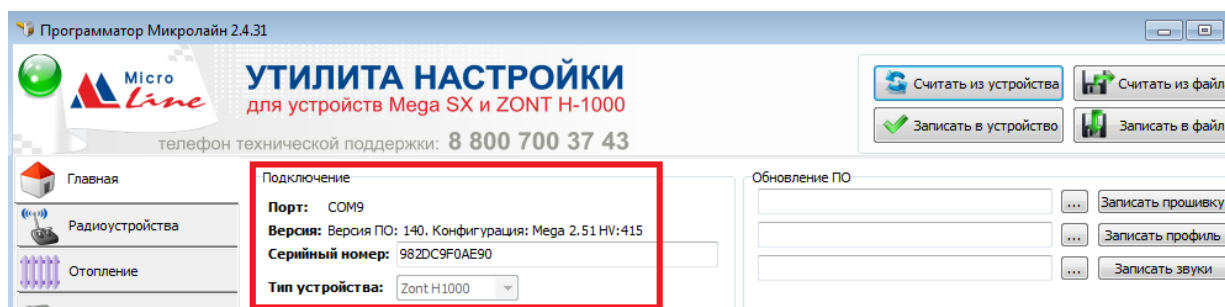 Программатор Микролайн 2.4.31
Micro
Line
УТИЛИТА НАСТРОЙКИ
для устройств Mega SX и ZONT H-1000
телефон технической поддержки: 8 800 700 37 43
Считать из устройства
Считать из файл
Записать в устройство
Записать в файл
Главная
Радиоустройства
Отопление
Подключение
Порт: COM9
Версия: Версия ПО: 140. Конфигурация: Mega 2.51 HV:415
Серийный номер: 982DC9F0AE90
Тип устройства: Zont H1000
Обновление ПО
... Записать прошивку
... Записать профиль
... Записать звуки